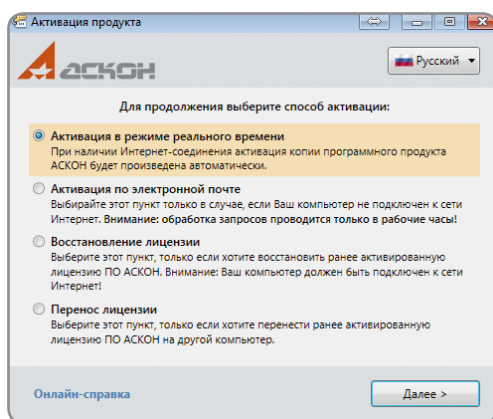 Активация продукта
АСКОН
Русский
Для продолжения выберите способ активации:
Активация в режиме реального времени
При наличии Интернет-соединения активация копии программного продукта
АСКОН будет произведена автоматически.
Активация по электронной почте
Выбирайте этот пункт только в случае, если Ваш компьютер не подключен к сети
Интернет. Внимание: обработка запросов проводится только в рабочие часы!
Восстановление лицензии
Выберите этот пункт, только если хотите восстановить ранее активированную
лицензию ПО АСКОН. Внимание: Ваш компьютер должен быть подключен к сети
Интернет!
Перенос лицензии
Выберите этот пункт, только если хотите перенести ранее активированную
лицензию ПО АСКОН на другой компьютер.
Онлайн-справка
Далее >